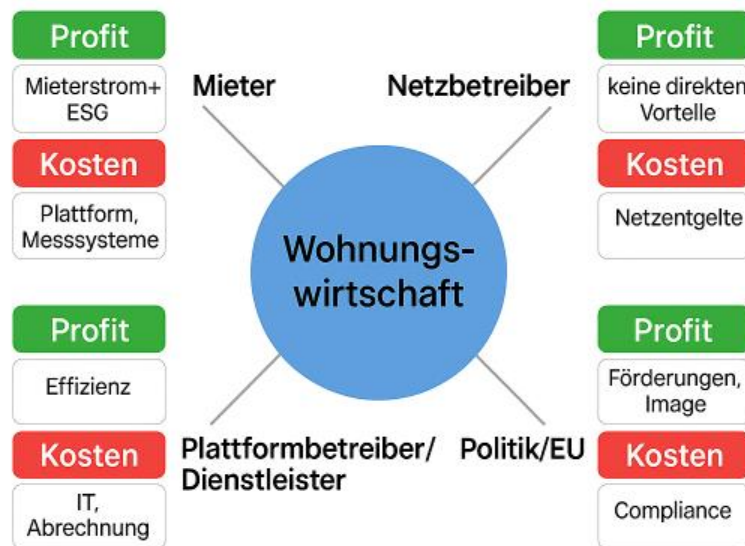 Profit
Mieterstrom+
ESG
Kosten
Plattform,
Messsysteme
Mieter
Netzbetreiber
Profit
keine direkten
Vortelle
Kosten
Netzentgelte
Wohnungs-
wirtschaft
Profit
Effizienz
Kosten
IT,
Abrechnung
Plattformbetreiber/
Dienstleister
Politik/EU
Profit
Förderungen,
Image
Kosten
Compliance